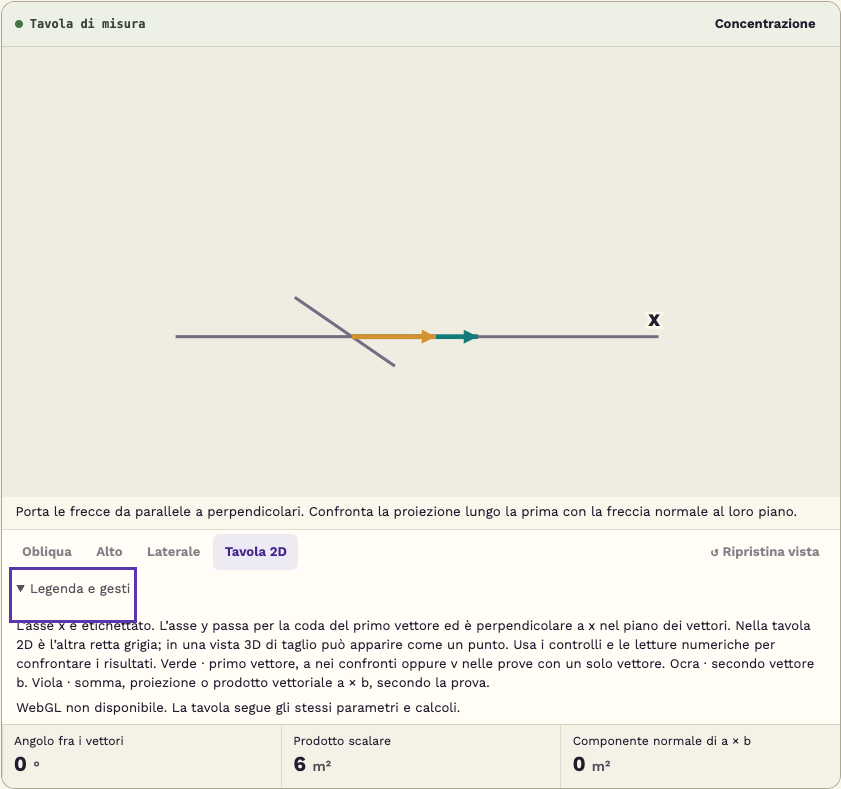 Tavola di misura
Concentrazione
x
Porta le frecce da parallele a perpendicolari. Confronta la proiezione lungo la prima con la freccia normale al loro piano.
Obliqua Alto Laterale Tavola 2D ↺ Ripristina vista
▼ Legenda e gesti
L’asse x è etichettato. L’asse y passa per la coda del primo vettore ed è perpendicolare a x nel piano dei vettori. Nella tavola
2D è l’altra retta grigia; in una vista 3D di taglio può apparire come un punto. Usa i controlli e le letture numeriche per
confrontare i risultati. Verde · primo vettore, a nei confronti oppure v nelle prove con un solo vettore. Ocra · secondo vettore
b. Viola · somma, proiezione o prodotto vettoriale a × b, secondo la prova.
WebGL non disponibile. La tavola segue gli stessi parametri e calcoli.
Angolo fra i vettori
0 °
Prodotto scalare
6 m²
Componente normale di a × b
0 m²